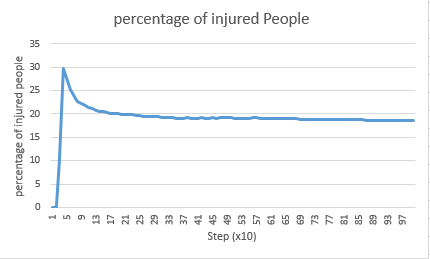 percentage of injured People
percentage of injured people
35
30
25
20
15
10
5
0
1 5 9 13 17 21 25 29 33 37 41 45 49 53 57 61 65 69 73 77 81 85 89 93 97
Step (x10)